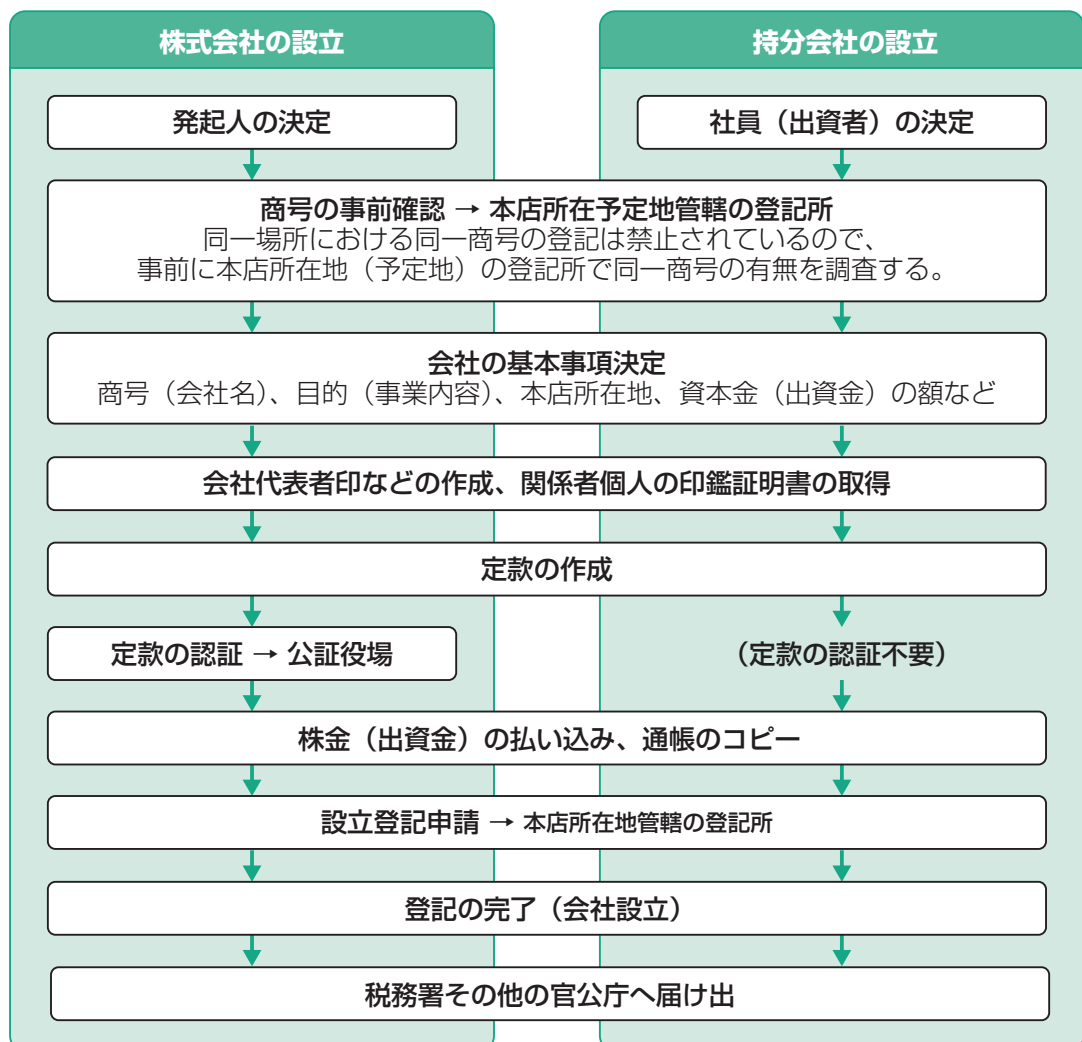 株式会社の設立
持分会社の設立
発起人の決定
社員（出資者）の決定
商号の事前確認 → 本店所在予定地管轄の登記所
同一場所における同一商号の登記は禁止されているので、
事前に本店所在地（予定地）の登記所で同一商号の有無を調査する。
会社の基本事項決定
商号（会社名）、目的（事業内容）、本店所在地、資本金（出資金）の額など
会社代表者印などの作成、関係者個人の印鑑証明書の取得
定款の作成
定款の認証 → 公証役場
（定款の認証不要）
株金（出資金）の払い込み、通帳のコピー
設立登記申請 → 本店所在地管轄の登記所
登記の完了（会社設立）
税務署その他の官公庁へ届け出